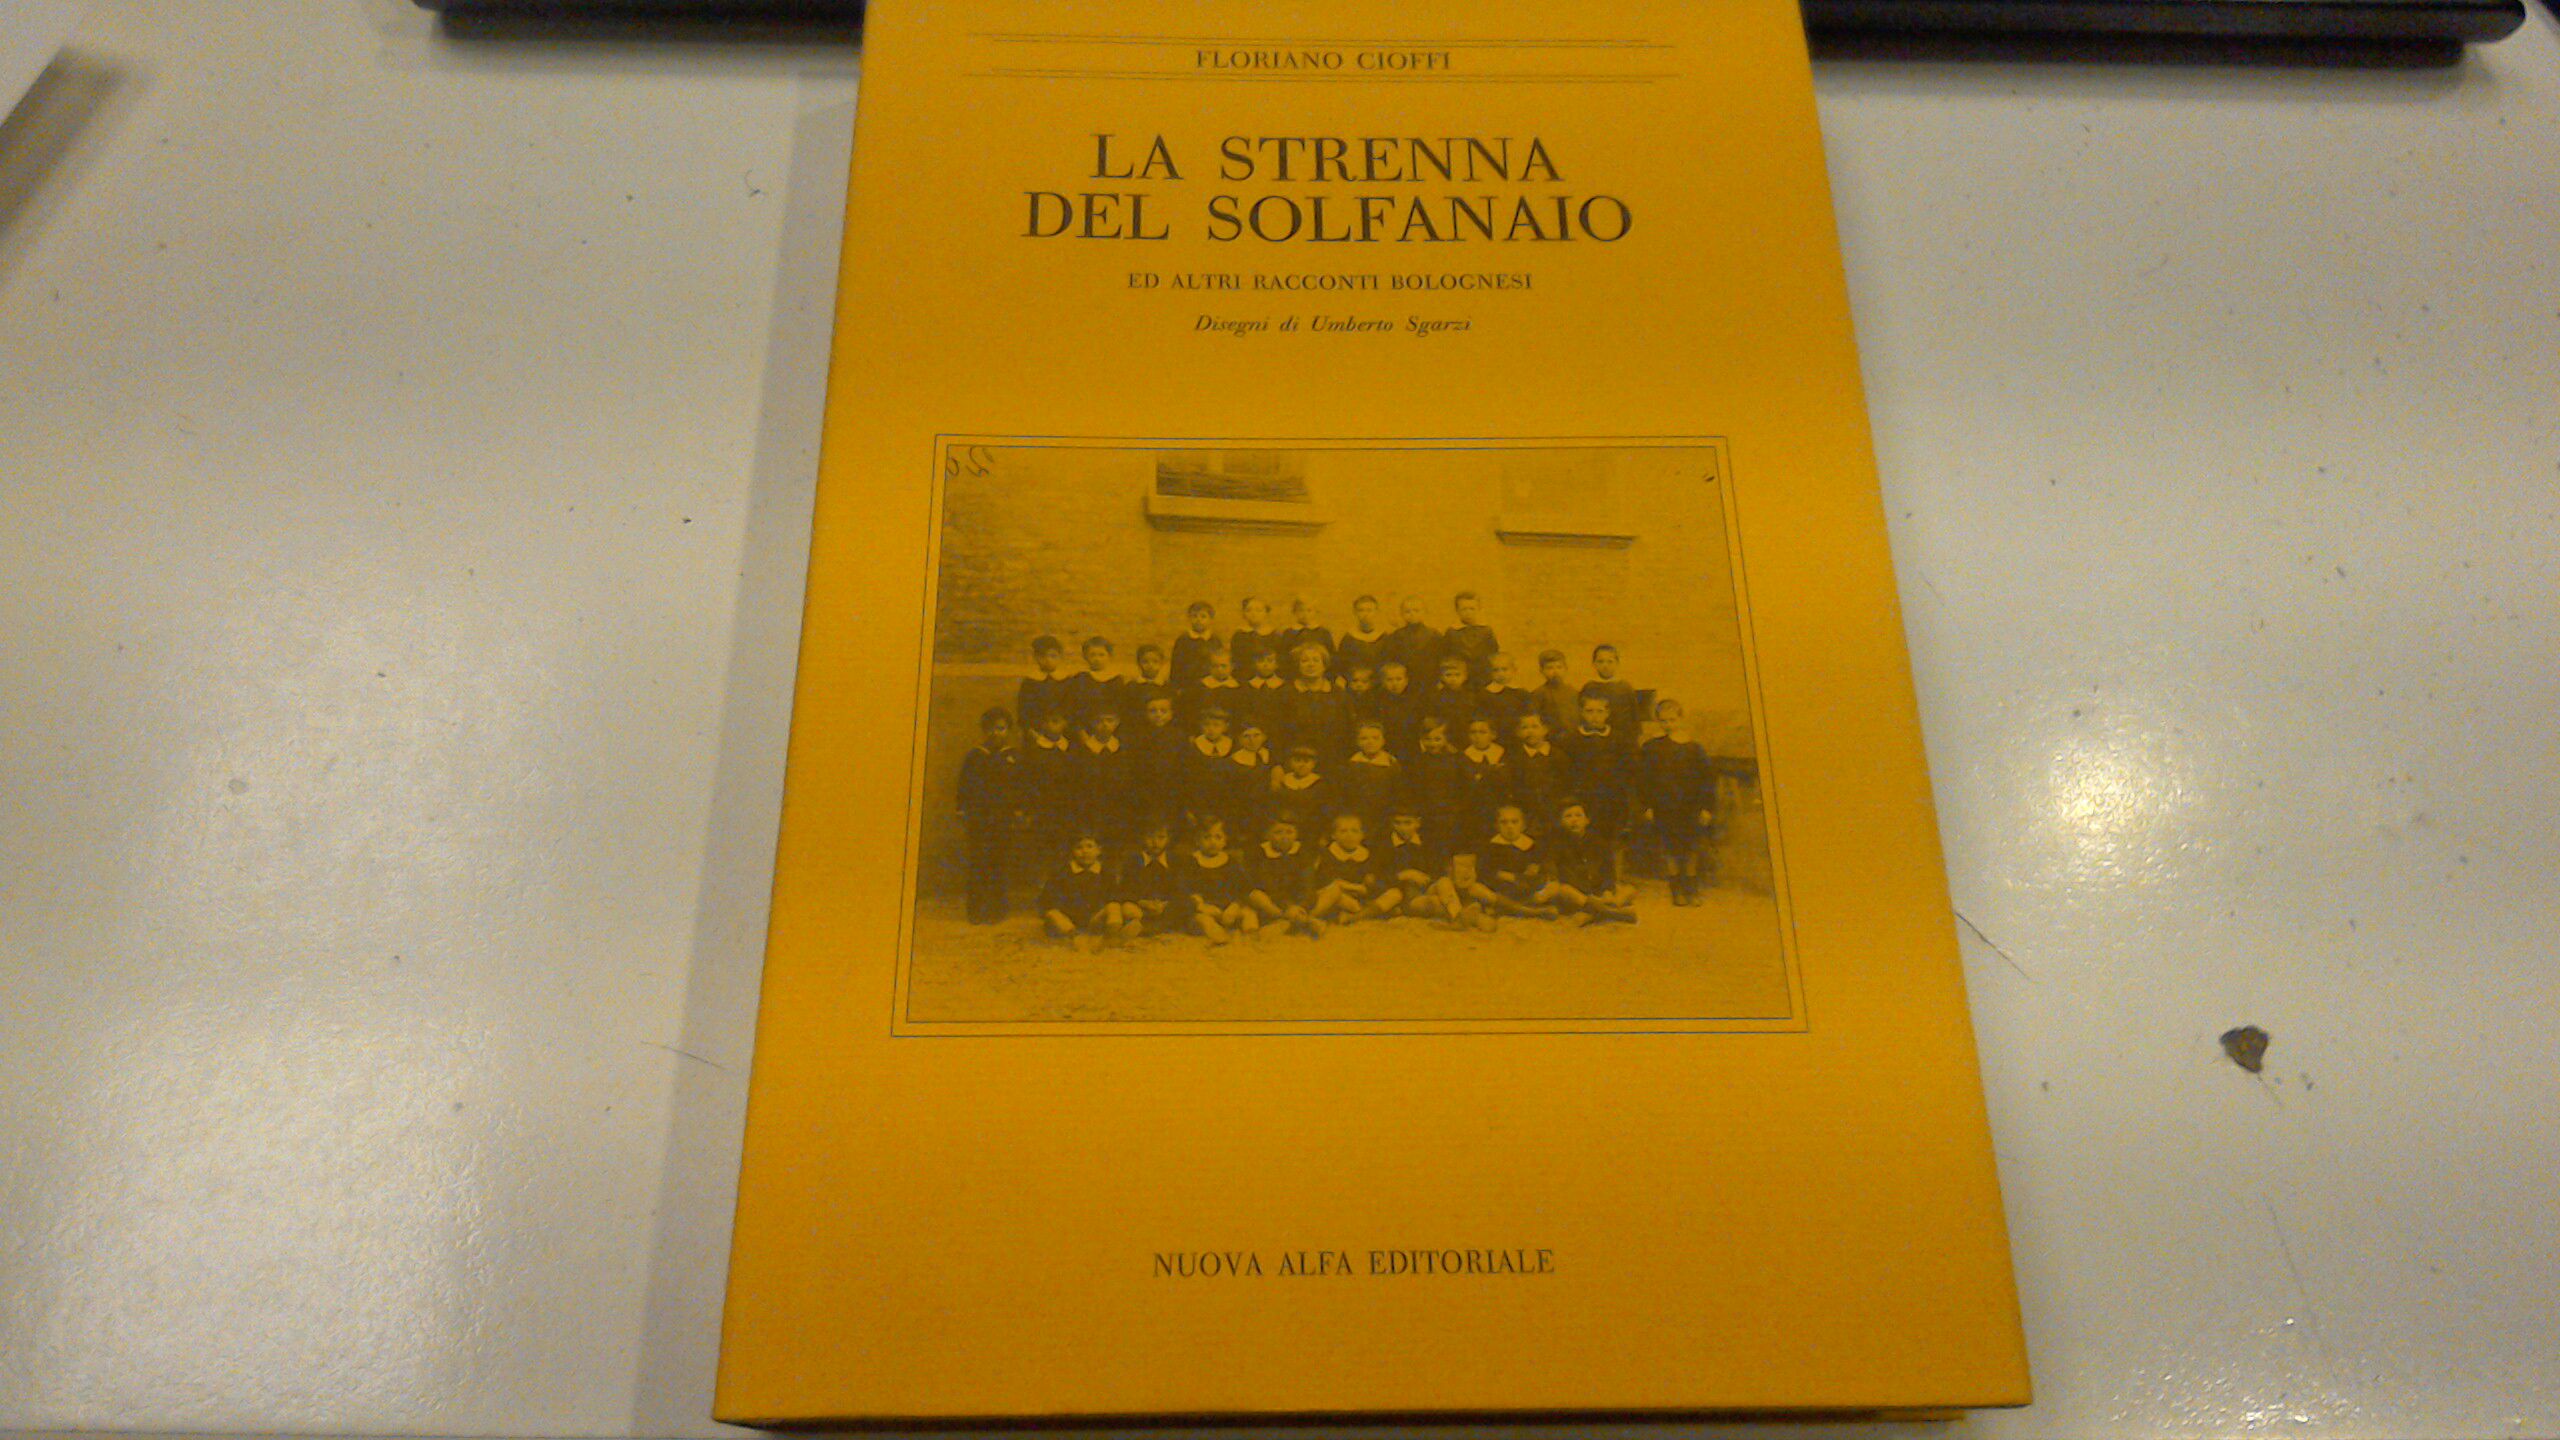 FLORIANO CIOFFI
LA STRENNA
DEL SOLFANAIO
ED ALTRI RACCONTI BOLOGNESI
Disegni di Umberto Sgarzi
NUOVA ALFA EDITORIALE